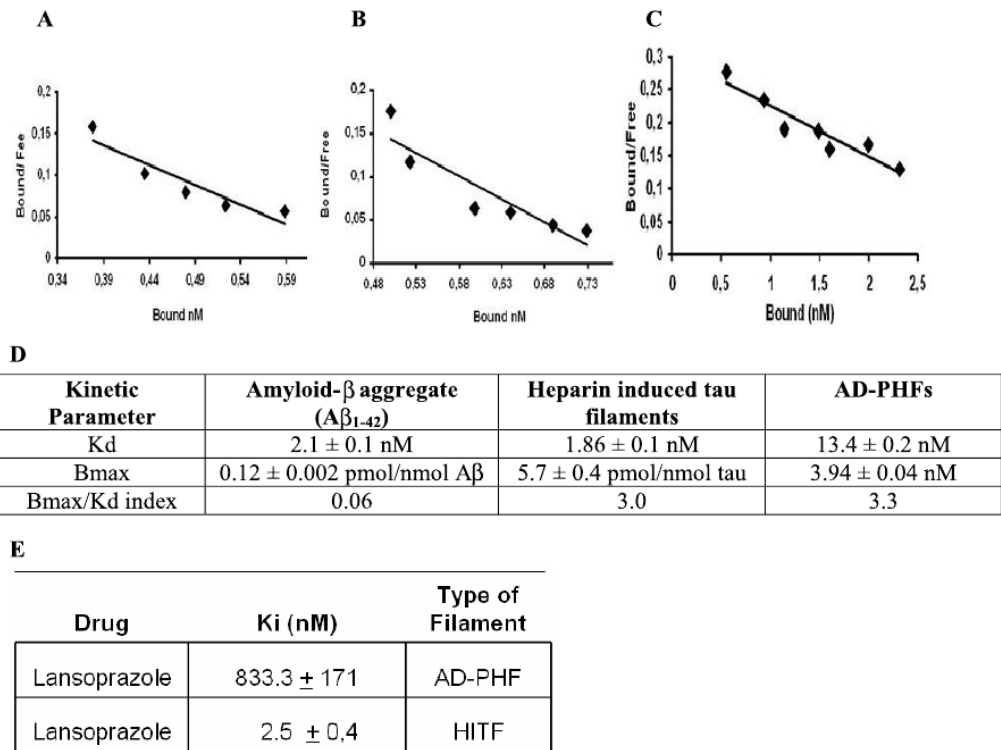 A
Bound/ Fee
0,2
0,15
0,1
0,05
0
0,34 0,39 0,44 0,49 0,54 0,59
Bound nM
B
Bound/Free
0,2
0,15
0,1
0,05
0
0,48 0,53 0,58 0,63 0,68 0,73
Bound nM
C
Bound/Free
0,3
0,25
0,2
0,15
0,1
0,05
0
0 0,5 1 1,5 2 2,5
Bound (nM)
D
Kinetic Parameter Amyloid-β aggregate (Aβ1-42) Heparin induced tau filaments AD-PHFs
Kd 2.1 ± 0.1 nM 1.86 ± 0.1 nM 13.4 ± 0.2 nM
Bmax 0.12 ± 0.002 pmol/nmol Aβ 5.7 ± 0.4 pmol/nmol tau 3.94 ± 0.04 nM
Bmax/Kd index 0.06 3.0 3.3
E
Drug Ki (nM) Type of Filament
Lansoprazole 833.3 ± 171 AD-PHF
Lansoprazole 2.5 ± 0,4 HITF